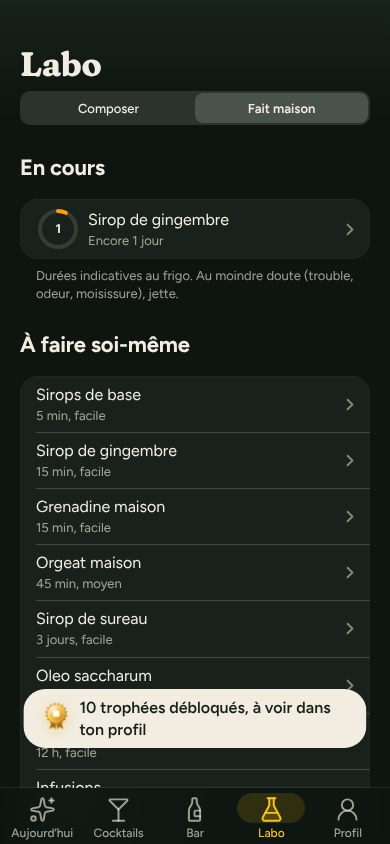 Labo
Composer
Fait maison
En cours
1
Sirop de gingembre
Encore 1 jour
Durées indicatives au frigo. Au moindre doute (trouble,
odeur, moisissure), jette.
À faire soi-même
Sirops de base
5 min, facile
Sirop de gingembre
15 min, facile
Grenadine maison
15 min, facile
Orgeat maison
45 min, moyen
Sirop de sureau
3 jours, facile
Oleo saccharum
10 trophées débloqués, à voir dans
ton profil
12 h, facile
Infusions
Aujourd'hui
Cocktails
Bar
Labo
Profil